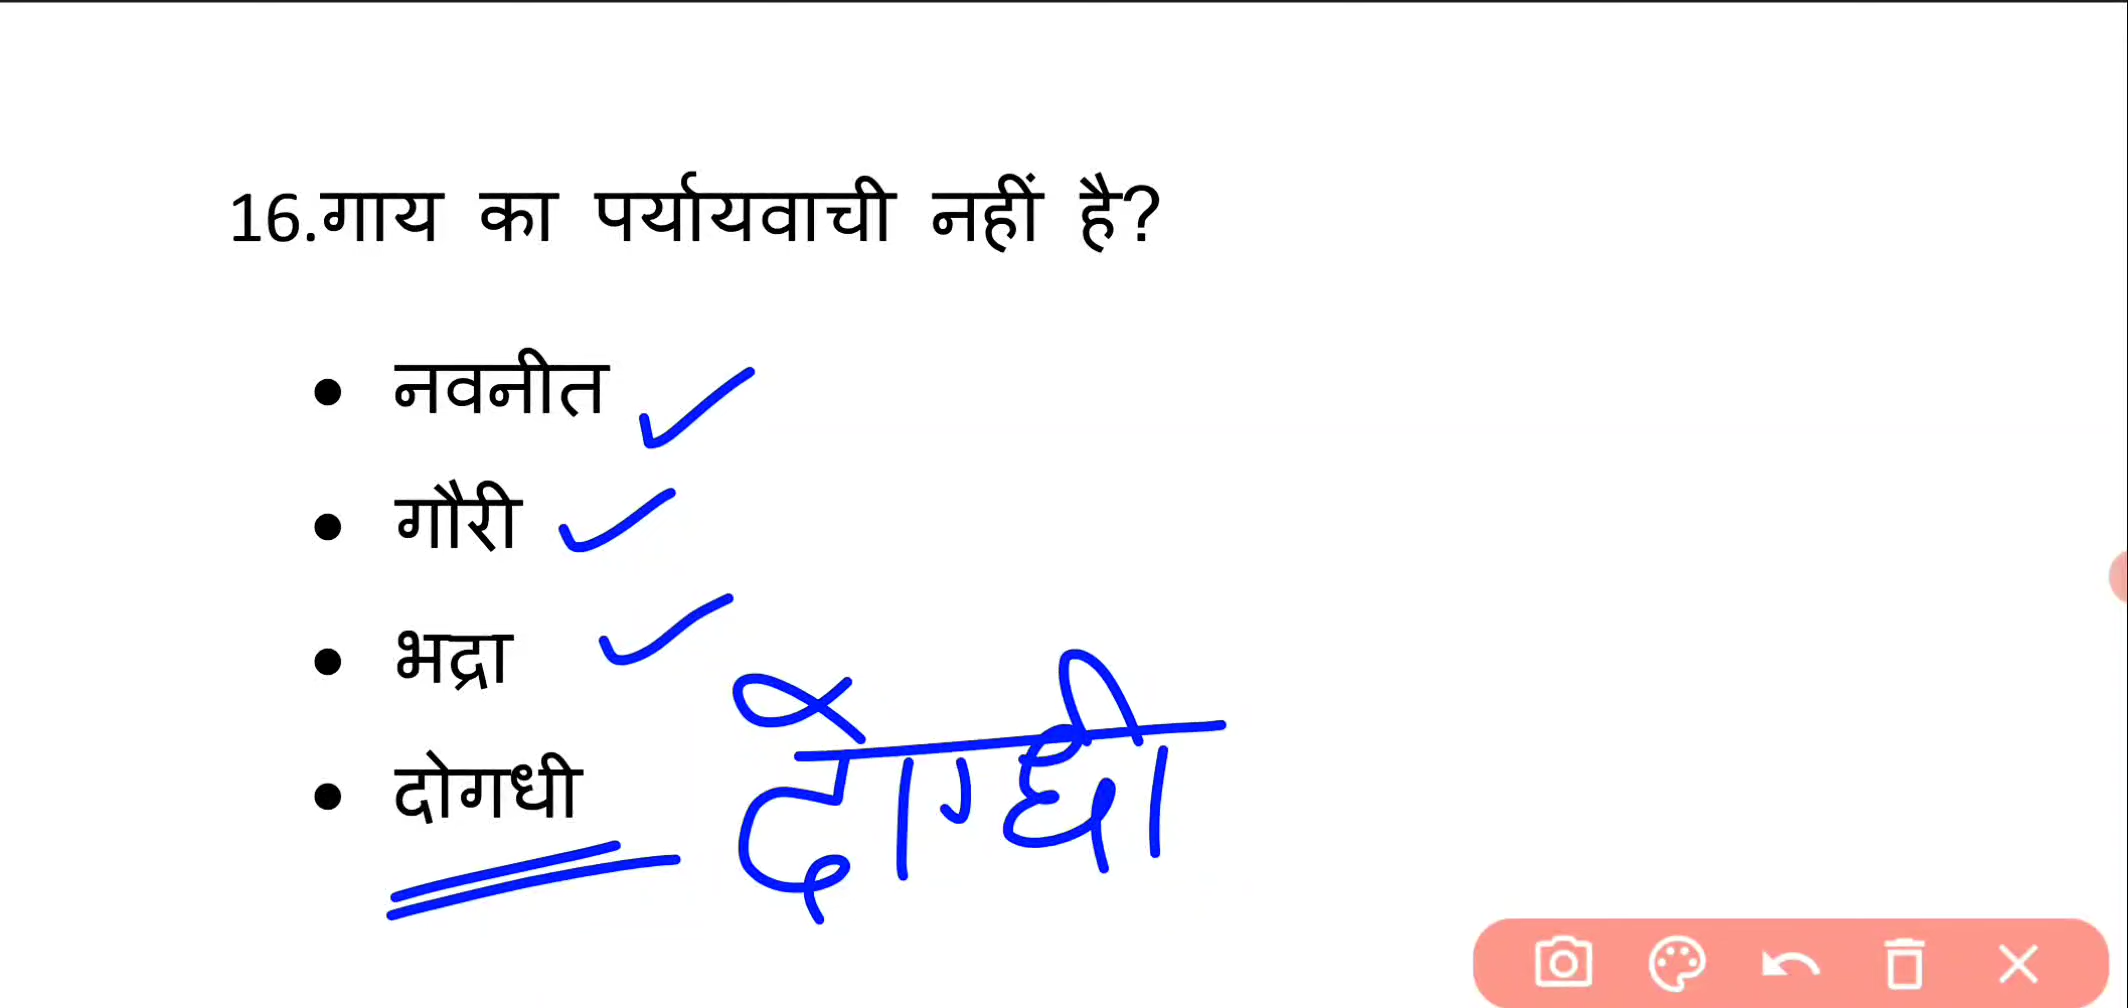 16.गाय का पर्यायवाची नहीं है?
• नवनीत
• गौरी
• भद्रा
• दोगधी
दोग्धी